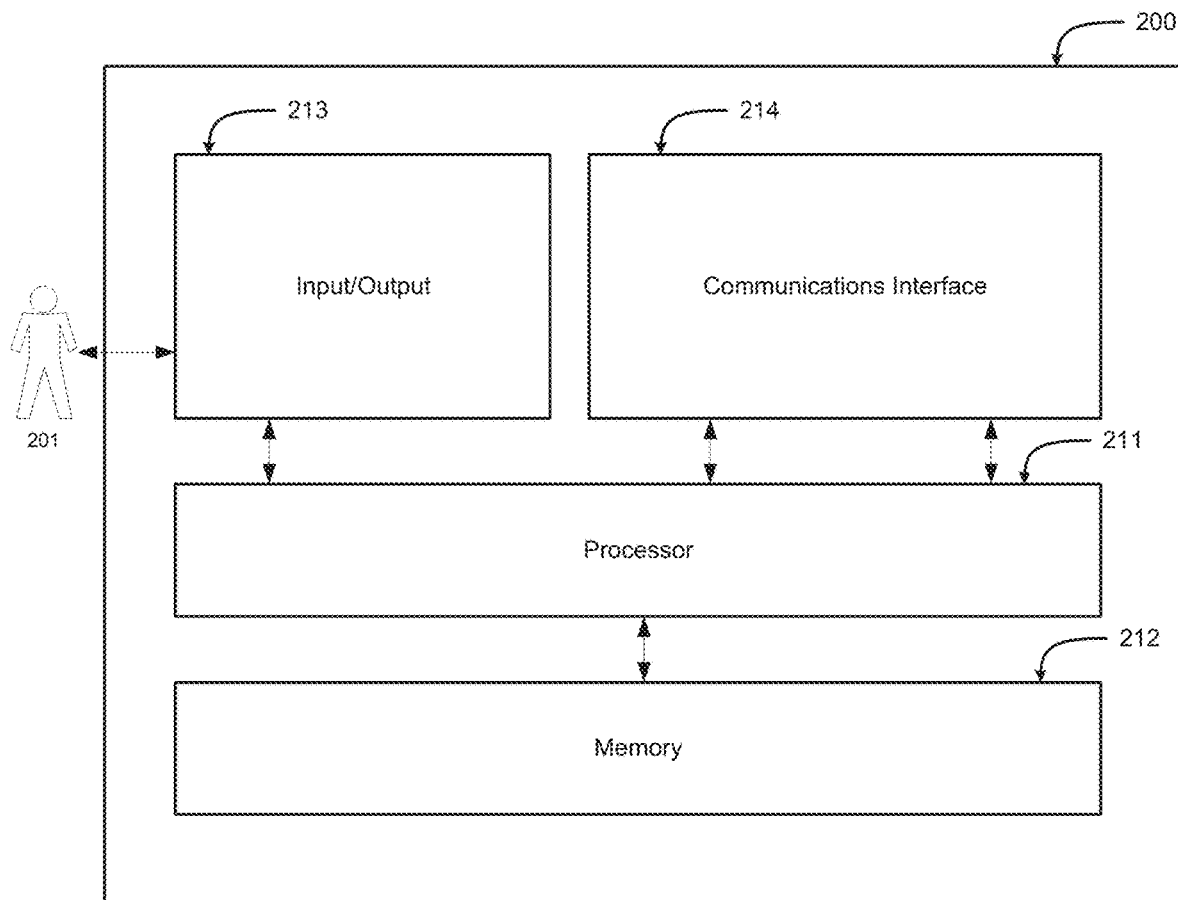 200
213
214
Input/Output
Communications Interface
201
211
Processor
212
Memory